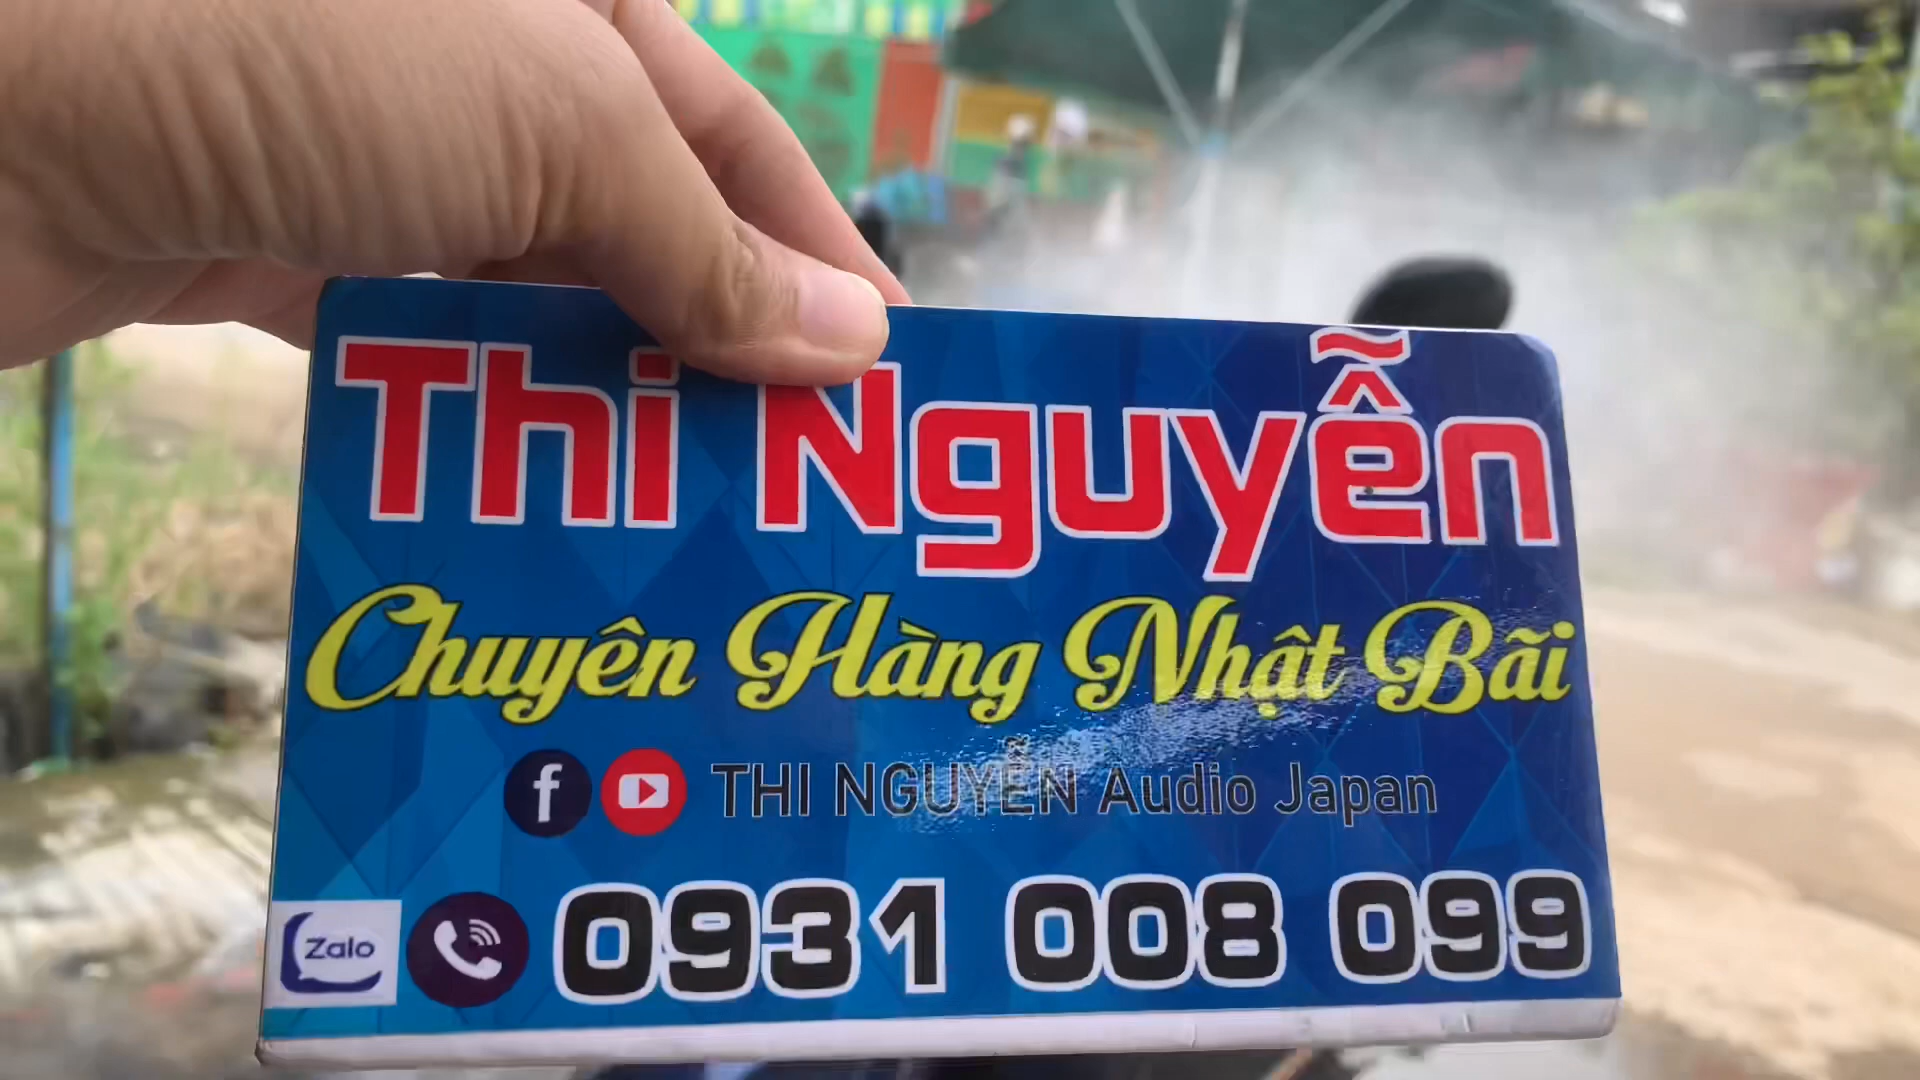 Thi Nguyễn
Chuyên Hàng Nhật Bãi
f THI NGUYỄN Audio Japan
Zalo 0931 008 099